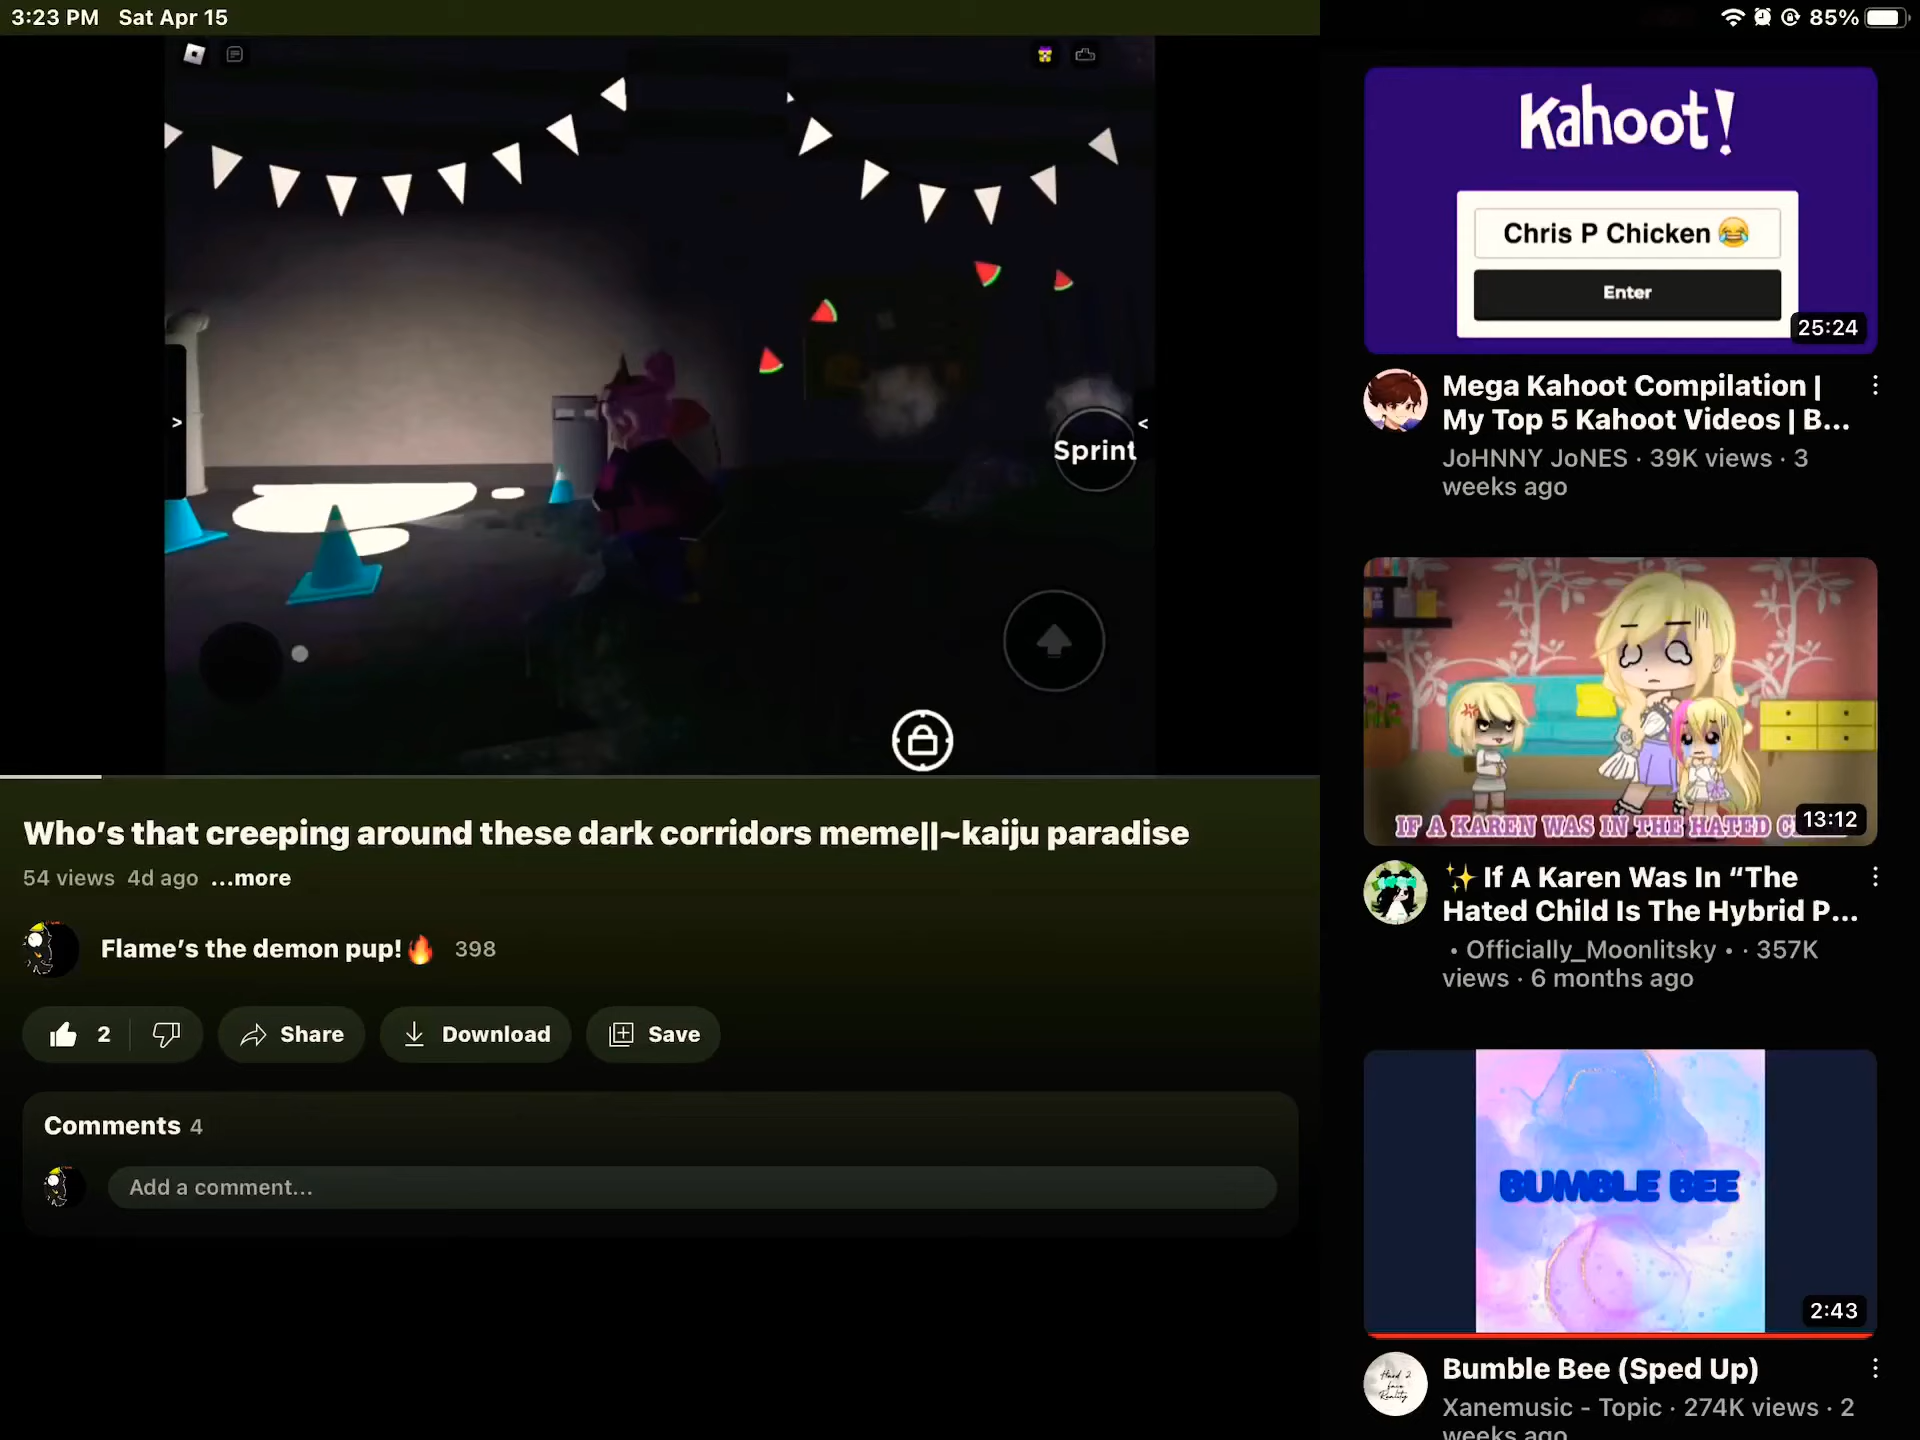 3:23 PM Sat Apr 15
85%
>
<
Sprint
Who's that creeping around these dark corridors meme||~kaiju paradise
54 views 4d ago ...more
Flame's the demon pup!🔥 398
2
Share
Download
Save
Comments 4
Add a comment...
Kahoot!
Chris P Chicken 😂
Enter
25:24
Mega Kahoot Compilation |
My Top 5 Kahoot Videos | B...
JoHNNY JoNES · 39K views · 3
weeks ago
IF A KAREN WAS IN THE HATED C
13:12
✨ If A Karen Was In “The
Hated Child Is The Hybrid P...
• Officially_Moonlitsky • · 357K
views · 6 months ago
BUMBLE BEE
2:43
Bumble Bee (Sped Up)
Xanemusic - Topic · 274K views · 2
weeks ago